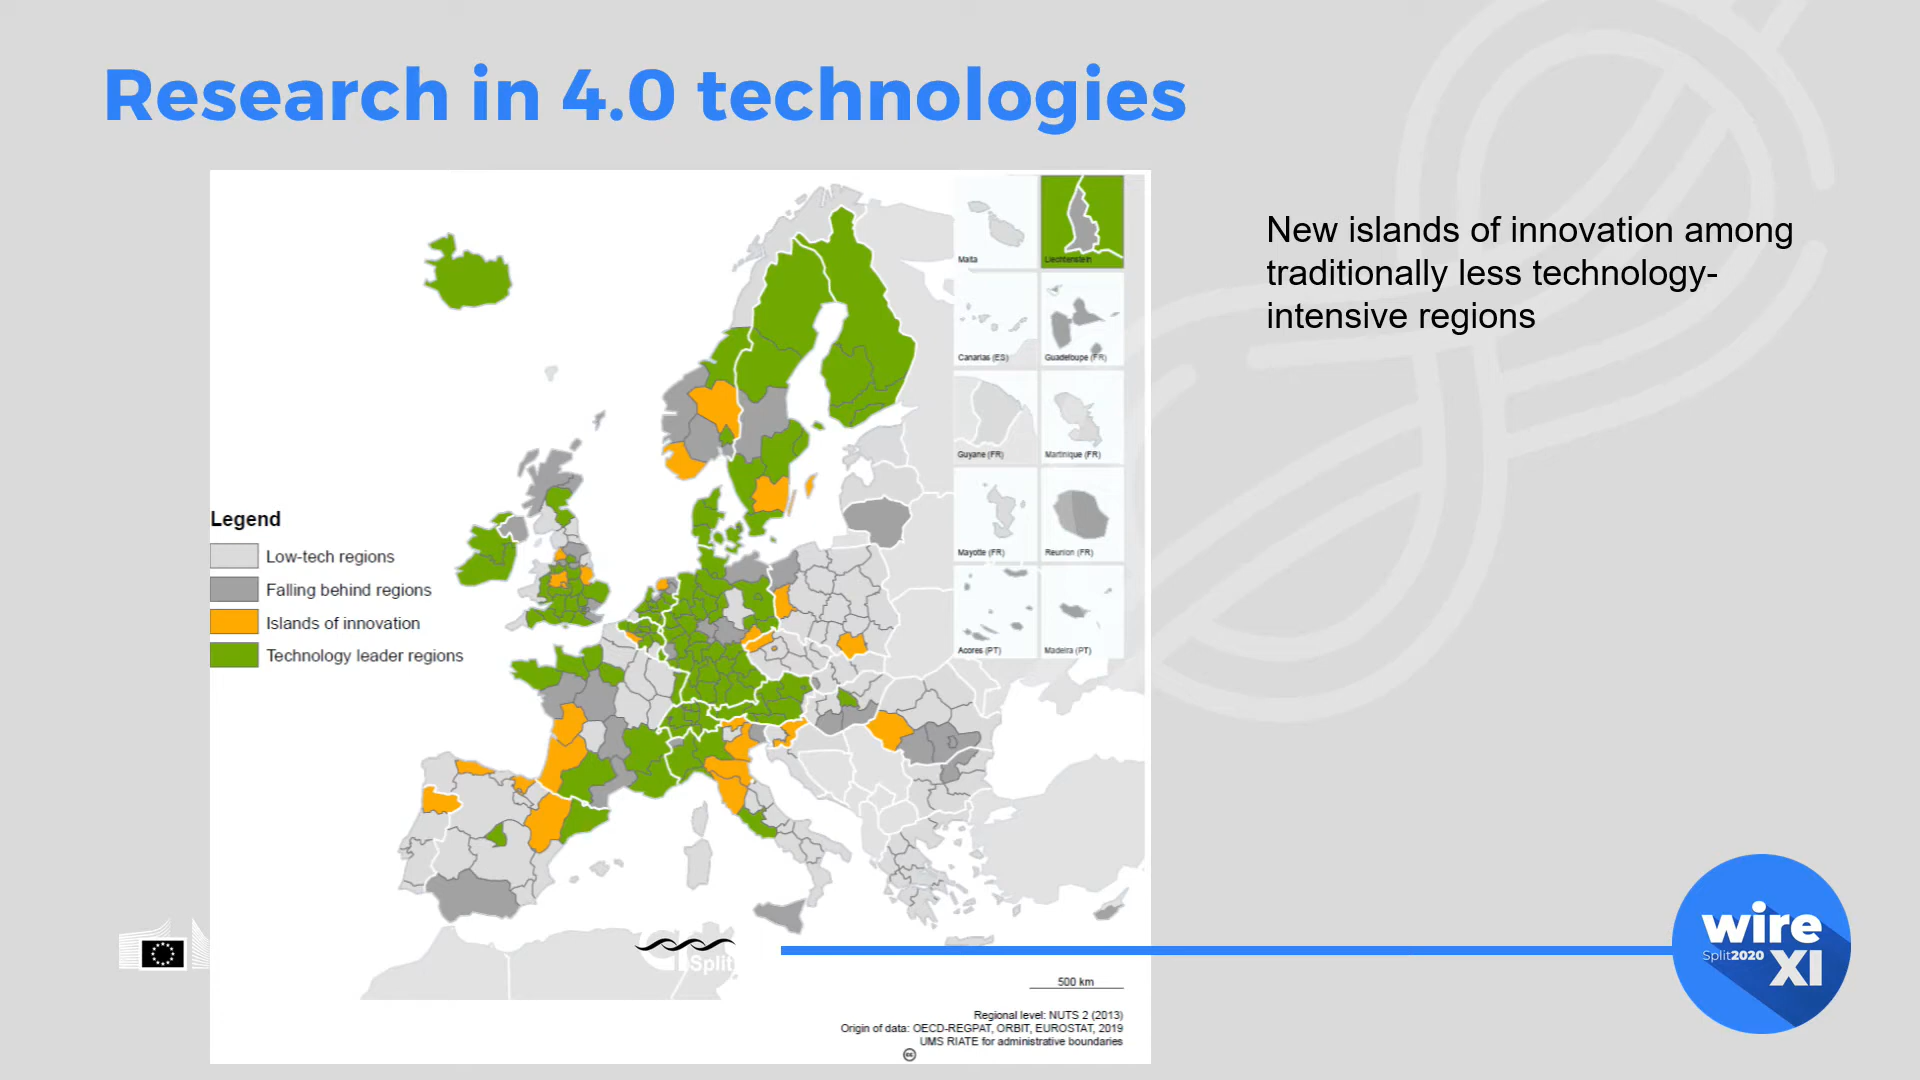 Research in 4.0 technologies
New islands of innovation among
traditionally less technology-
intensive regions
Malta
Liechtenstein
Canarias (ES)
Guadeloupe (FR)
Guyane (FR)
Martinique (FR)
Mayotte (FR)
Reunion (FR)
Acores (PT)
Madeira (PT)
Legend
Low-tech regions
Falling behind regions
Islands of innovation
Technology leader regions
Split
500 km
Regional level: NUTS 2 (2013)
Origin of data: OECD-REGPAT, ORBIT, EUROSTAT, 2019
UMS RIATE for administrative boundaries
cc
wire
Split2020
XI